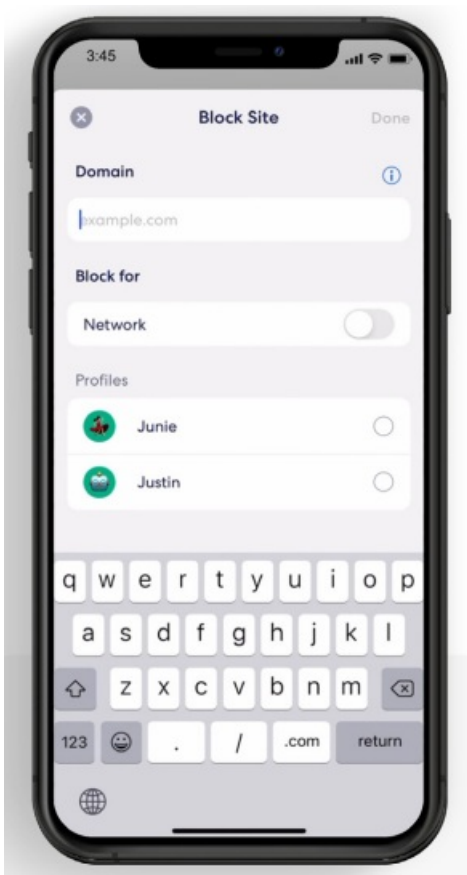 3:45
Block Site
Done
Domain
example.com
Block for
Network
Profiles
Junie
Justin
q w e r t y u i o p
a s d f g h j k l
z x c v b n m
123 . / .com return